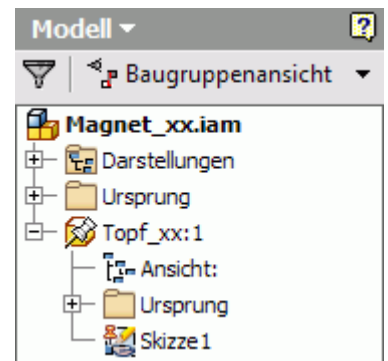 Modell
Baugruppenansicht
Magnet_xx.iam
Darstellungen
Ursprung
Topf_xx:1
Ansicht:
Ursprung
Skizze1